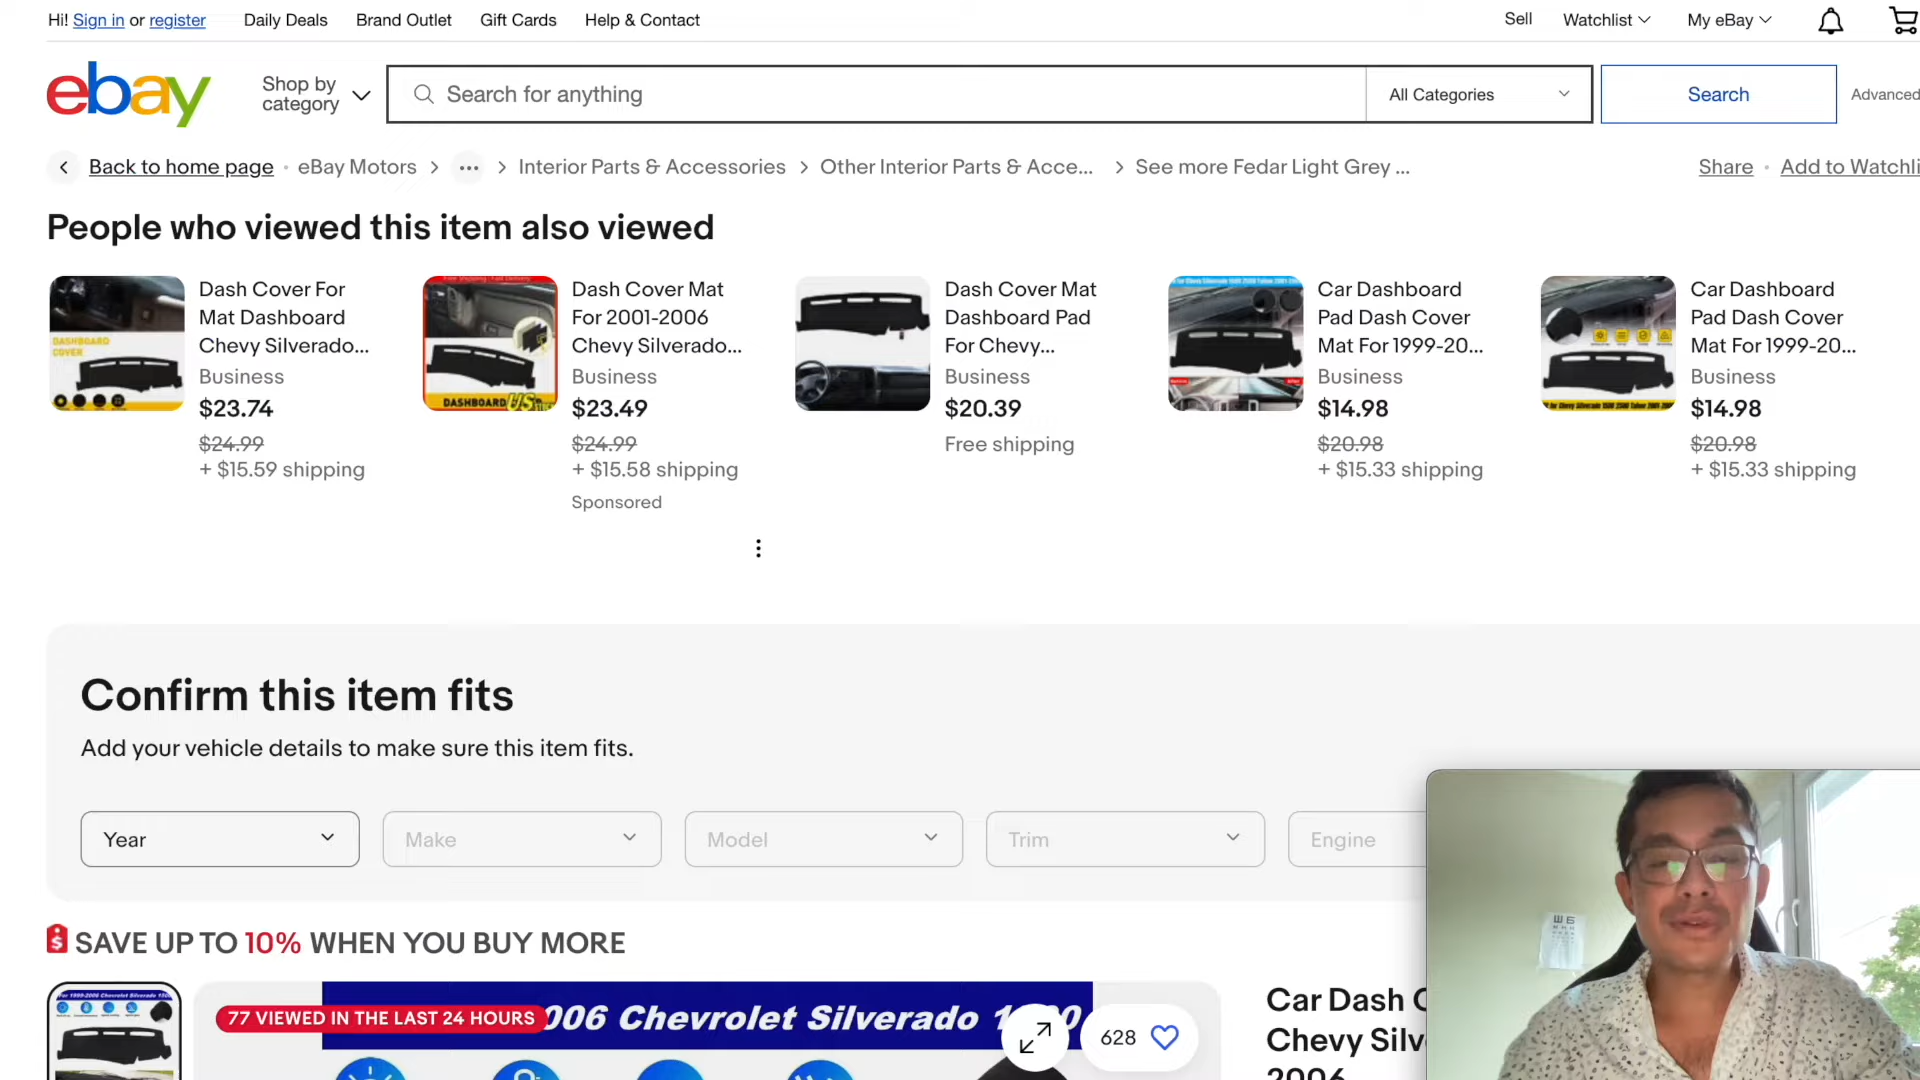 Hi! Sign in or register
Daily Deals
Brand Outlet
Gift Cards
Help & Contact
Sell
Watchlist
My eBay
ebay
Shop by
category
Search for anything
All Categories
Search
Advanced
Back to home page
eBay Motors
...
Interior Parts & Accessories
Other Interior Parts & Acce...
See more Fedar Light Grey ...
Share
Add to Watchli
People who viewed this item also viewed
DASHBOARD
COVER
Dash Cover For
Mat Dashboard
Chevy Silverado...
Business
$23.74
$24.99
+ $15.59 shipping
DASHBOARD US
Dash Cover Mat
For 2001-2006
Chevy Silverado...
Business
$23.49
$24.99
+ $15.58 shipping
Sponsored
Dash Cover Mat
Dashboard Pad
For Chevy...
Business
$20.39
Free shipping
Car Dashboard
Pad Dash Cover
Mat For 1999-20...
Business
$14.98
$20.98
+ $15.33 shipping
Car Dashboard
Pad Dash Cover
Mat For 1999-20...
Business
$14.98
$20.98
+ $15.33 shipping
Confirm this item fits
Add your vehicle details to make sure this item fits.
Year
Make
Model
Trim
Engine
Ш Б
SAVE UP TO 10% WHEN YOU BUY MORE
77 VIEWED IN THE LAST 24 HOURS
006 Chevrolet Silverado 1
628
Car Dash C
Chevy Silv
2006